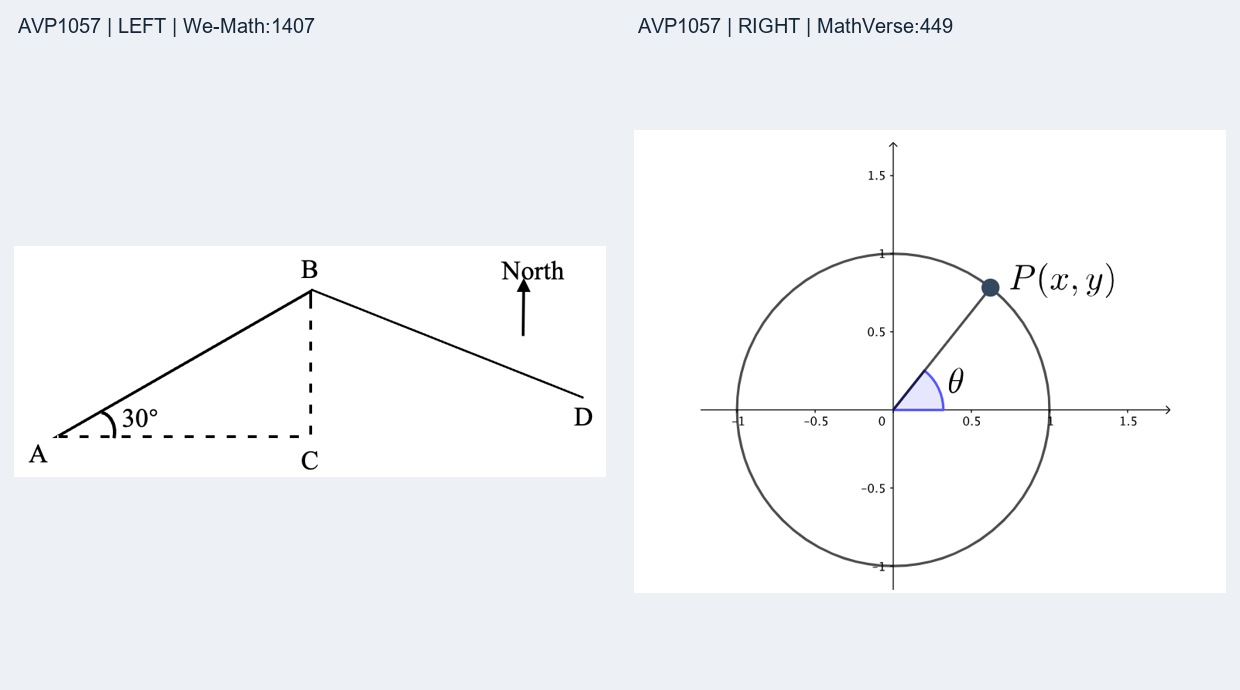 AVP1057 | LEFT | We-Math:1407
AVP1057 | RIGHT | MathVerse:449
B
North
30°
D
A
C
1.5
1
P(x, y)
0.5
θ
-1
-0.5
0
0.5
1
1.5
-0.5
-1